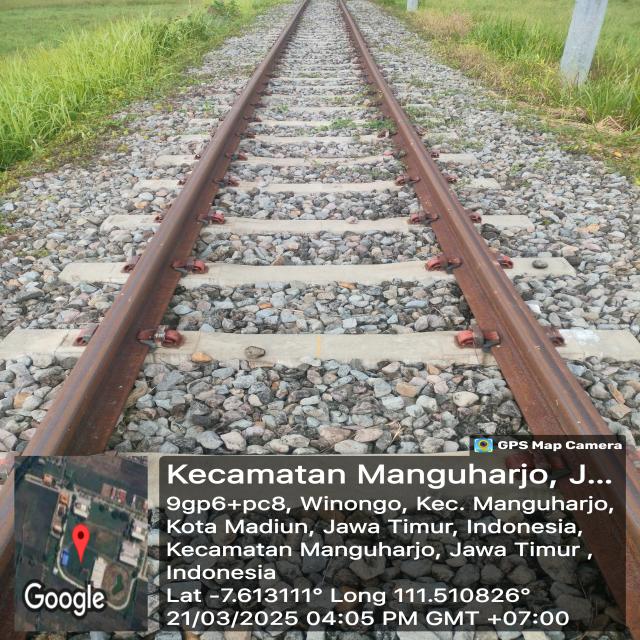 GPS Map Camera
Kecamatan Manguharjo, J...
9gp6+pc8, Winongo, Kec. Manguharjo,
Kota Madiun, Jawa Timur, Indonesia,
Kecamatan Manguharjo, Jawa Timur ,
Indonesia
Lat -7.613111° Long 111.510826°
21/03/2025 04:05 PM GMT +07:00
Google